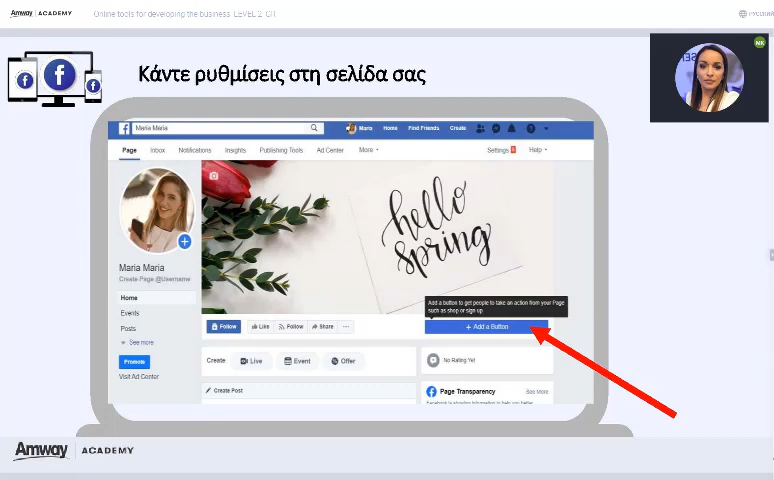 Amway ACADEMY
Online tools for developing the business. LEVEL 2. GIT
РУССКИЙ
MK
Κάντε ρυθμίσεις στη σελίδα σας
Maria Maria
Maria Home Find Friends Create
Page Inbox Notifications Insights Publishing Tools Ad Center More Settings Help
hello
spring
Maria Maria
Create Page @Username
Home
Events
Posts
See more
Promote
Visit Ad Center
Add a button to get people to take an action from your Page
such as shop or sign up
Follow Like Follow Share ...
+ Add a Button
Create Live Event Offer
No Rating Yet
Create Post
Page Transparency See More
Amway ACADEMY